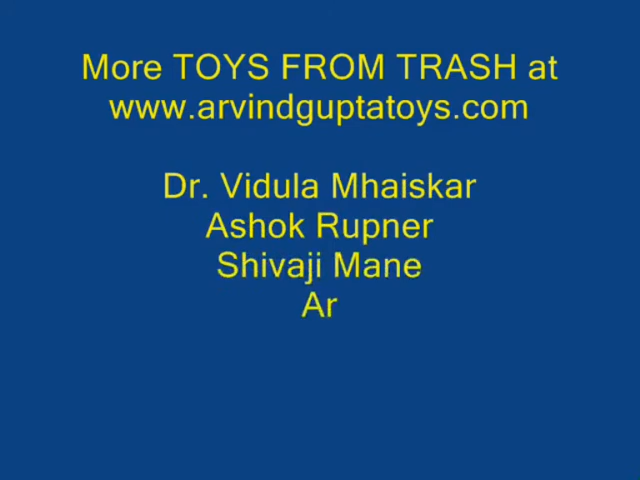 More TOYS FROM TRASH at
www.arvindguptatoys.com
Dr. Vidula Mhaiskar
Ashok Rupner
Shivaji Mane
Ar